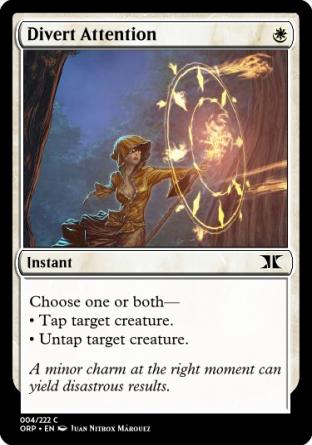 Divert Attention
Instant
Choose one or both—
• Tap target creature.
• Untap target creature.
A minor charm at the right moment can
yield disastrous results.
004/222 C
ORP • EN Juan Nitrox Márquez